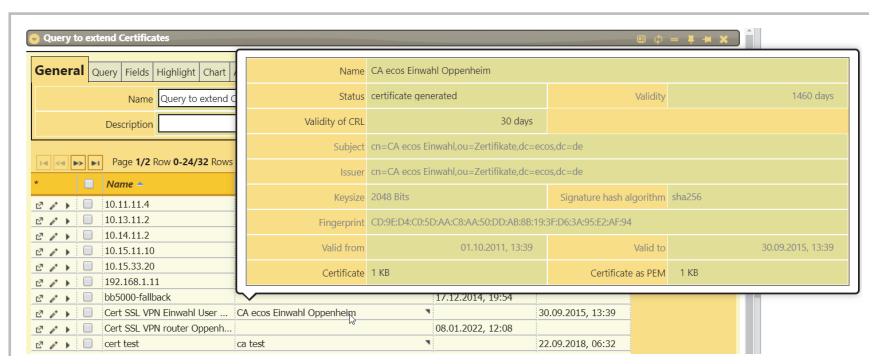 Query to extend Certificates
General Query Fields Highlight Chart
Name Query to extend
Description
Page 1/2 Row 0-24/32 Rows
* Name
10.11.11.4
10.13.11.2
10.14.11.2
10.15.11.10
10.15.33.20
192.168.1.11
bb5000-fallback 17.12.2014, 19:54
Cert SSL VPN Einwahl User ... CA ecos Einwahl Oppenheim 30.09.2015, 13:39
Cert SSL VPN router Oppenh... 08.01.2022, 12:08
cert test ca test 22.09.2018, 06:32
Name CA ecos Einwahl Oppenheim
Status certificate generated Validity 1460 days
Validity of CRL 30 days
Subject cn=CA ecos Einwahl,ou=Zertifikate,dc=ecos,dc=de
Issuer cn=CA ecos Einwahl,ou=Zertifikate,dc=ecos,dc=de
Keysize 2048 Bits Signature hash algorithm sha256
Fingerprint CD:9E:D4:C0:5D:AA:C8:AA:50:DD:AB:8B:19:3F:D6:3A:95:E2:AF:94
Valid from 01.10.2011, 13:39 Valid to 30.09.2015, 13:39
Certificate 1 KB Certificate as PEM 1 KB